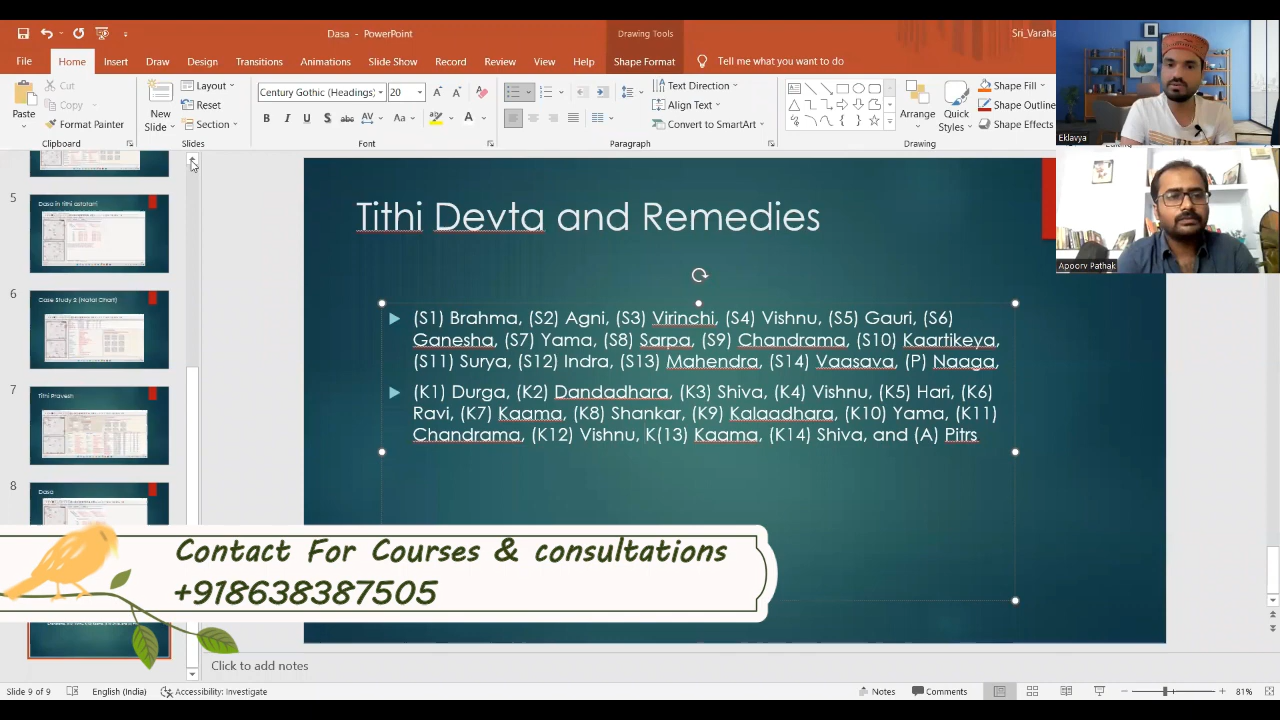 Dasa - PowerPoint
Drawing Tools
Sri_Varaha
File Home Insert Draw Design Transitions Animations Slide Show Record Review View Help Shape Format Tell me what you want to do
Paste
Cut
Copy
Format Painter
Clipboard
New
Slide
Layout
Reset
Section
Slides
Century Gothic (Headings) 20
Font
Text Direction
Align Text
Convert to SmartArt
Paragraph
Arrange
Quick
Styles
Shape Fill
Shape Outline
Shape Effects
Drawing
Editing
Eklavya
Apoorv Pathak
5
Dasa in tithi astotarri
6
Case Study 2 (Natal Chart)
7
Tithi Pravesh
8
Dasa
Tithi Devta and Remedies
(S1) Brahma, (S2) Agni, (S3) Virinchi, (S4) Vishnu, (S5) Gauri, (S6)
Ganesha, (S7) Yama, (S8) Sarpa, (S9) Chandrama, (S10) Kaartikeya,
(S11) Surya, (S12) Indra, (S13) Mahendra, (S14) Vaasava, (P) Naaga,
(K1) Durga, (K2) Dandadhara, (K3) Shiva, (K4) Vishnu, (K5) Hari, (K6)
Ravi, (K7) Kaama, (K8) Shankar, (K9) Kalaadhara, (K10) Yama, (K11)
Chandrama, (K12) Vishnu, K(13) Kaama, (K14) Shiva, and (A) Pitrs
Contact For Courses & consultations
+918638387505
Click to add notes
Slide 9 of 9 English (India) Accessibility: Investigate Notes Comments 81%